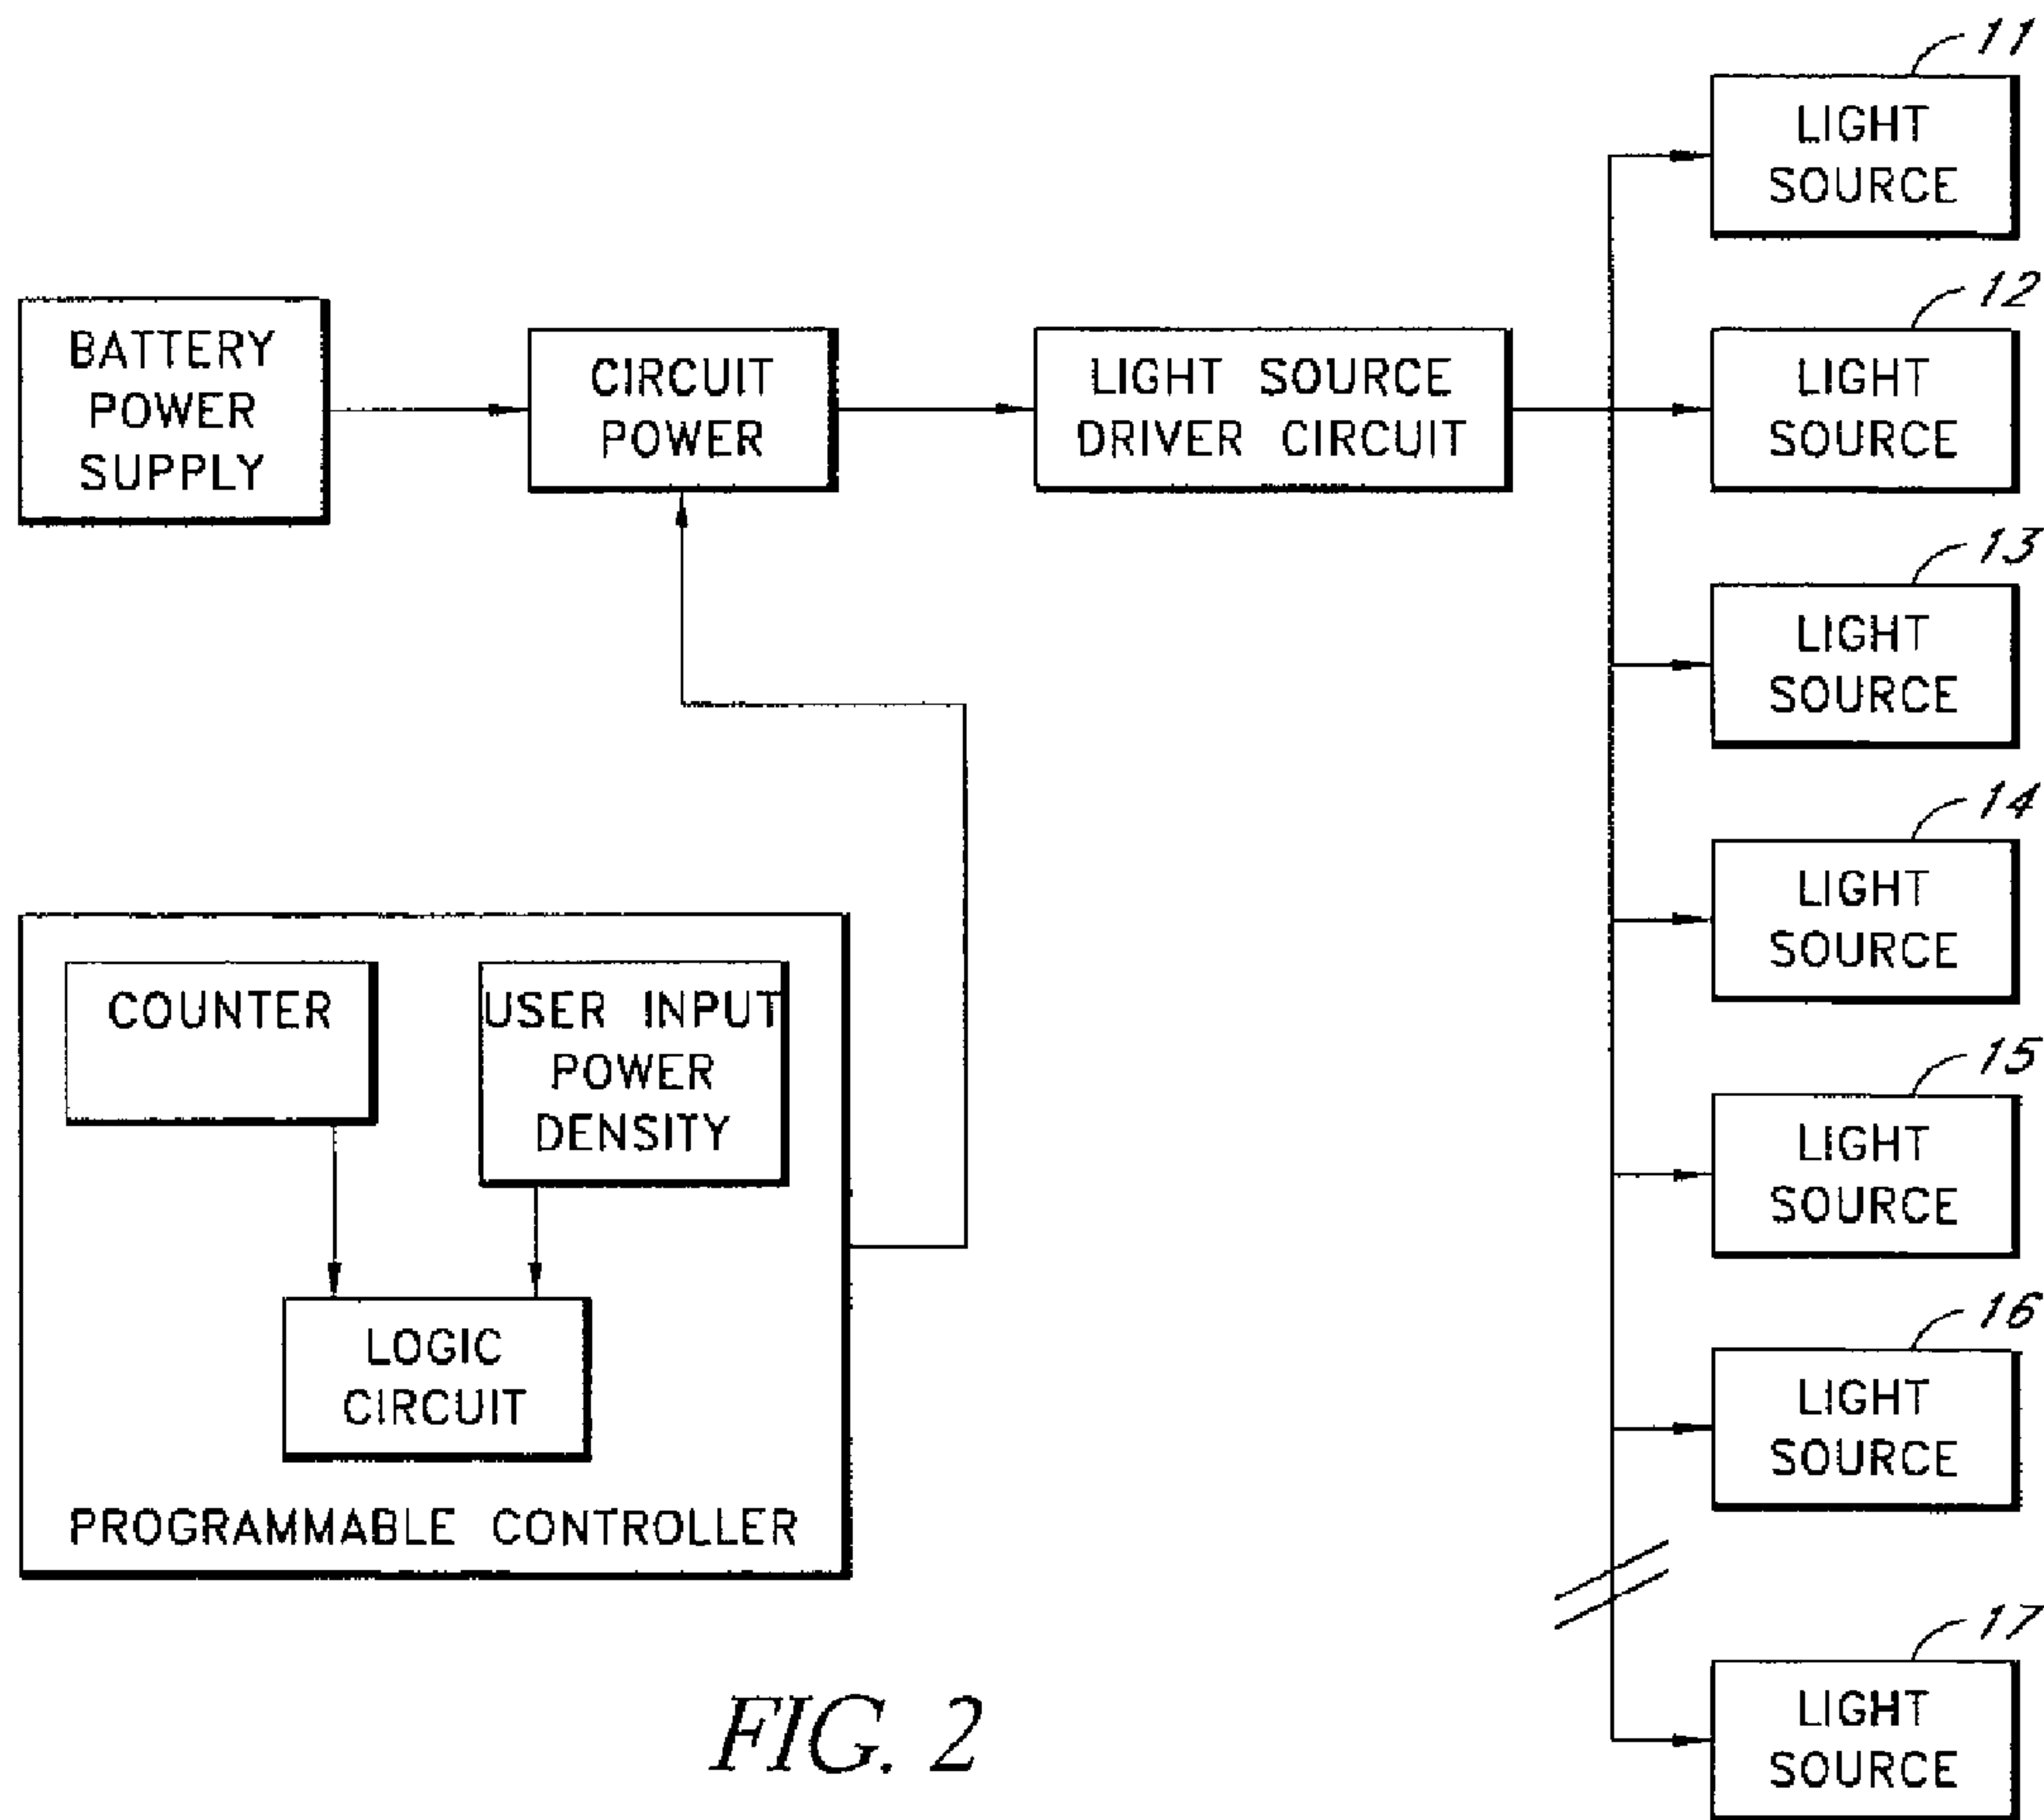 11
LIGHT
SOURCE
BATTERY
POWER
SUPPLY
CIRCUIT
POWER
LIGHT SOURCE
DRIVER CIRCUIT
12
LIGHT
SOURCE
13
LIGHT
SOURCE
14
LIGHT
SOURCE
COUNTER
USER INPUT
POWER
DENSITY
LOGIC
CIRCUIT
PROGRAMMABLE CONTROLLER
15
LIGHT
SOURCE
16
LIGHT
SOURCE
17
LIGHT
SOURCE
FIG. 2